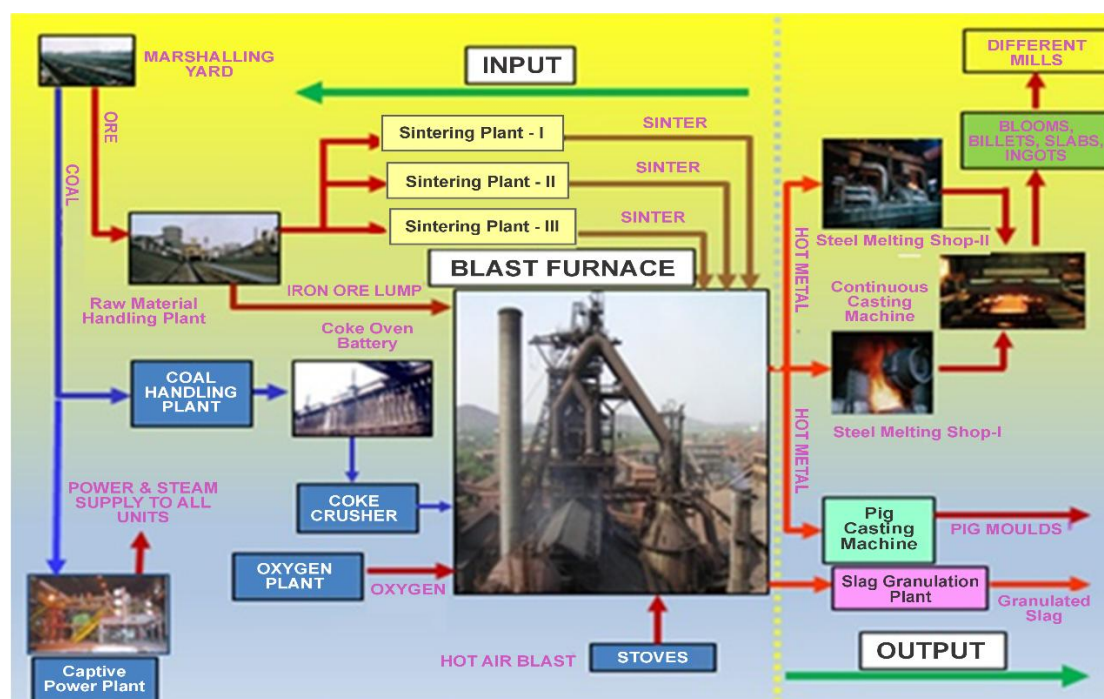 MARSHALLING
YARD
INPUT
DIFFERENT
MILLS
ORE
COAL
Sintering Plant - I
SINTER
Sintering Plant - II
SINTER
Sintering Plant - III
SINTER
BLOOMS,
BILLETS, SLABS,
INGOTS
BLAST FURNACE
Steel Melting Shop-II
HOT METAL
Raw Material
Handling Plant
IRON ORE LUMP
Continuous
Casting
Machine
Coke Oven
Battery
COAL
HANDLING
PLANT
Steel Melting Shop-I
HOT METAL
POWER & STEAM
SUPPLY TO ALL
UNITS
COKE
CRUSHER
Pig
Casting
Machine
PIG MOULDS
OXYGEN
PLANT
OXYGEN
Slag Granulation
Plant
Granulated
Slag
Captive
Power Plant
HOT AIR BLAST
STOVES
OUTPUT